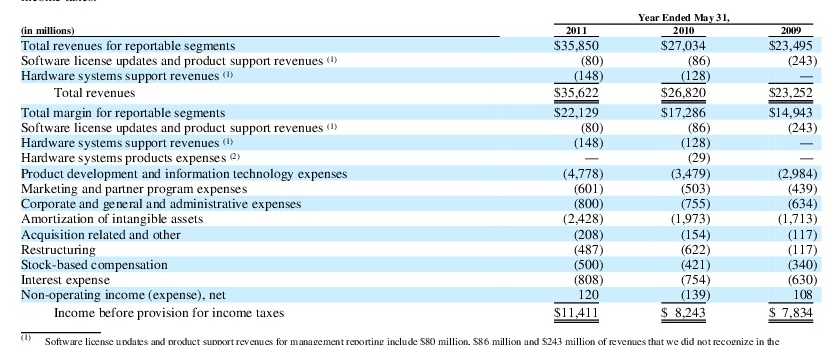 income taxes.
Year Ended May 31,
(in millions) 2011 2010 2009
Total revenues for reportable segments $35,850 $27,034 $23,495
Software license updates and product support revenues (1) (80) (86) (243)
Hardware systems support revenues (1) (148) (128) —
Total revenues $35,622 $26,820 $23,252
Total margin for reportable segments $22,129 $17,286 $14,943
Software license updates and product support revenues (1) (80) (86) (243)
Hardware systems support revenues (1) (148) (128) —
Hardware systems products expenses (2) — (29) —
Product development and information technology expenses (4,778) (3,479) (2,984)
Marketing and partner program expenses (601) (503) (439)
Corporate and general and administrative expenses (800) (755) (634)
Amortization of intangible assets (2,428) (1,973) (1,713)
Acquisition related and other (208) (154) (117)
Restructuring (487) (622) (117)
Stock-based compensation (500) (421) (340)
Interest expense (808) (754) (630)
Non-operating income (expense), net 120 (139) 108
Income before provision for income taxes $11,411 $ 8,243 $ 7,834
(1) Software license updates and product support revenues for management reporting include $80 million, $86 million and $243 million of revenues that we did not recognize in the